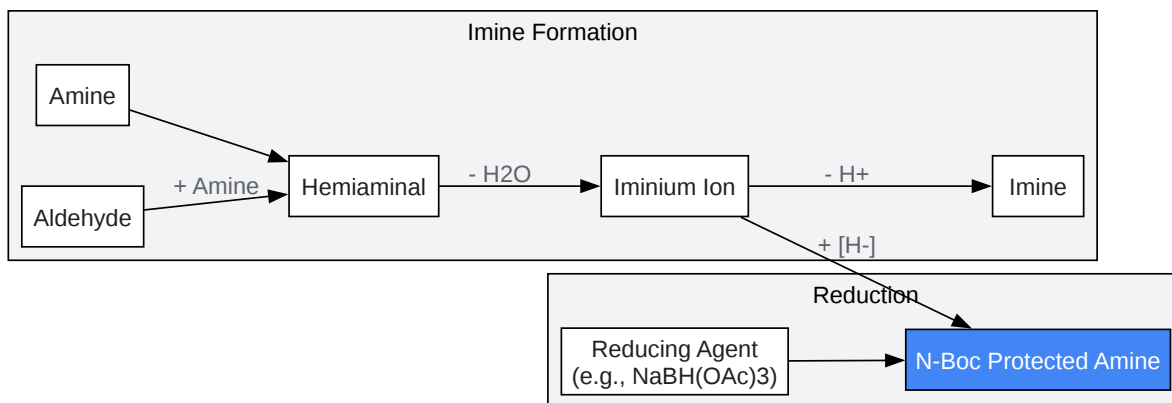 Imine Formation
Amine
Aldehyde
+ Amine
Hemiaminal
- H2O
Iminium Ion
- H+
Imine
+ [H-]
Reduction
Reducing Agent
(e.g., NaBH(OAc)3)
N-Boc Protected Amine